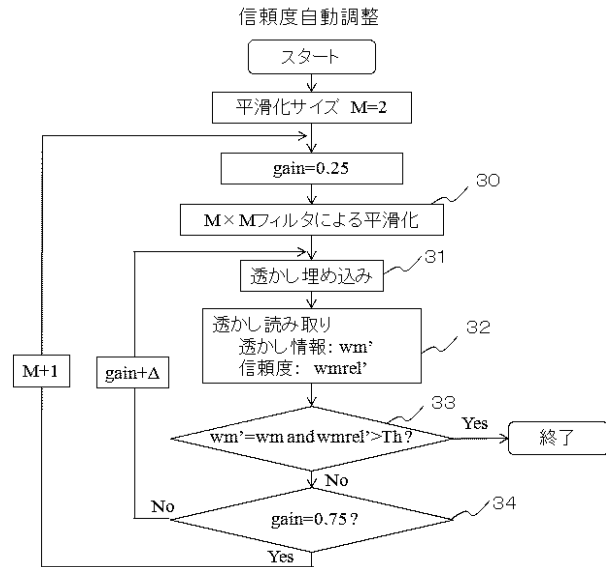 信頼度自動調整
スタート
平滑化サイズ M=2
gain=0.25
30
M×Mフィルタによる平滑化
31
透かし埋め込み
32
透かし読み取り
透かし情報: wm’
信頼度: wmrel’
M+1
gain+Δ
33
wm’=wm and wmrel’>Th?
Yes
終了
No
No
34
gain=0.75?
Yes